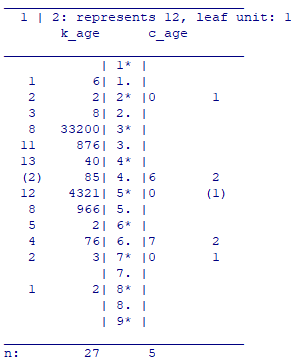 1 | 2: represents 12, leaf unit: 1
k_age c_age
| 1* |
1 6| 1. |
2 2| 2* |0 1
3 8| 2. |
8 33200| 3* |
11 876| 3. |
13 40| 4* |
(2) 85| 4. |6 2
12 4321| 5* |0 (1)
8 966| 5. |
5 2| 6* |
4 76| 6. |7 2
2 3| 7* |0 1
| 7. |
1 2| 8* |
| 8. |
| 9* |
n: 27 5